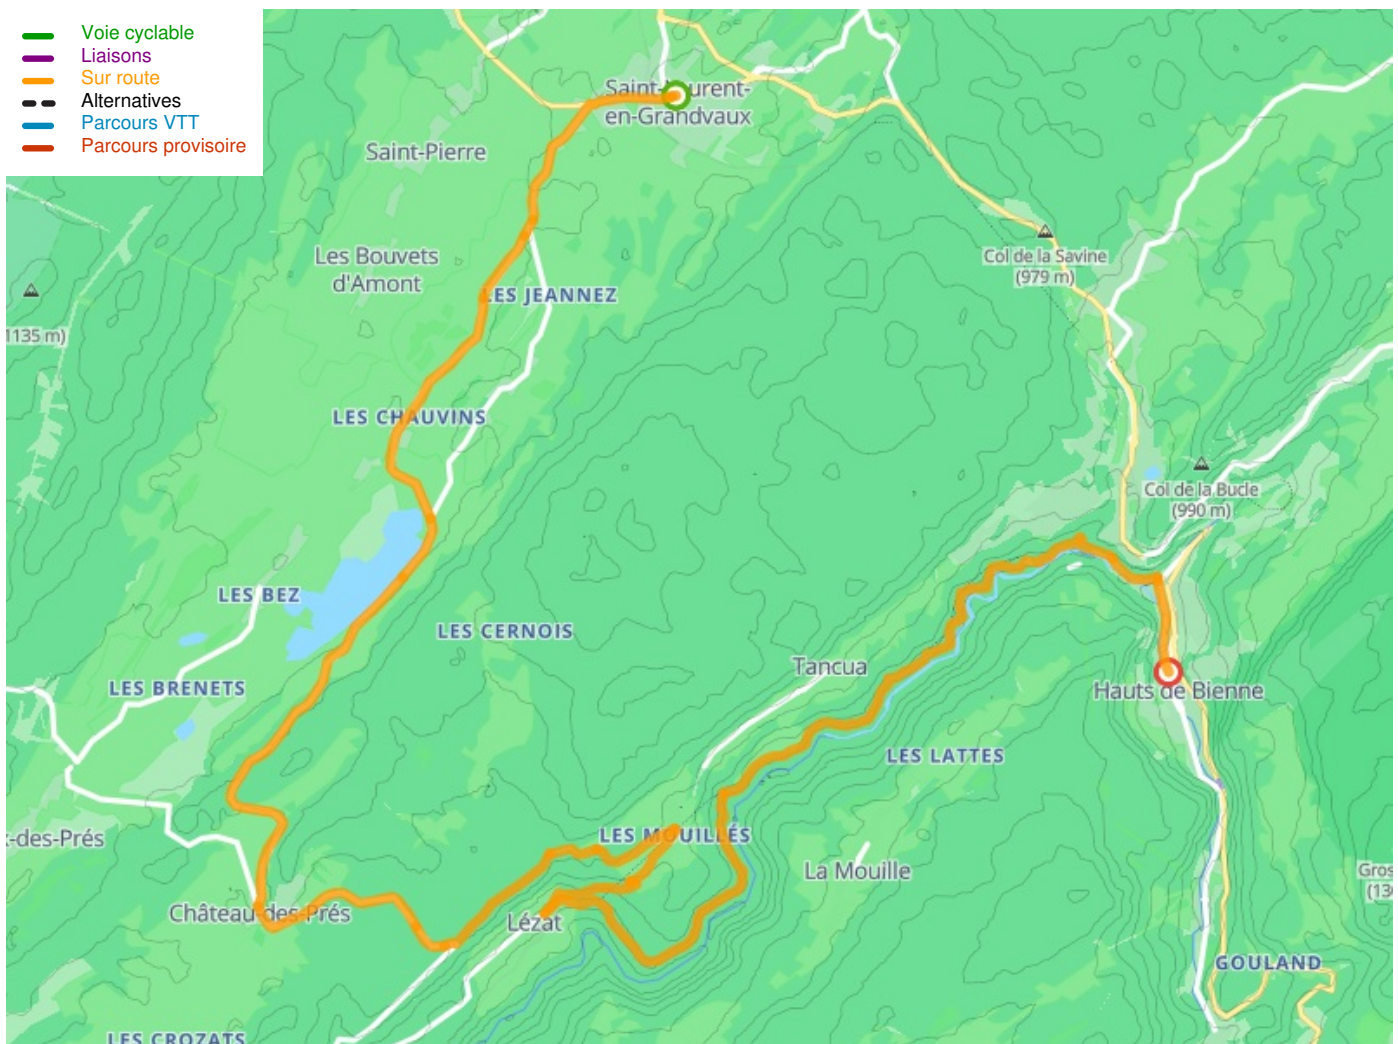 Voie cyclable
Liaisons
Sur route
Alternatives
Parcours VTT
Parcours provisoire
Saint-Laurent-
en-Grandvaux
Saint-Pierre
Les Bouvets
d'Amont
Col de la Savine
(979 m)
LES JEANNEZ
1135 m)
LES CHAUVINS
Col de la Bucle
(990 m)
LES BEZ
LES CERNOIS
Tancua
LES BRENETS
Hauts de Bienne
LES LATTES
LES MOUILLÉS
x-des-Prés
La Mouille
Gros
(13
Château-des-Prés
Lézat
GOULAND
LES CROZATS